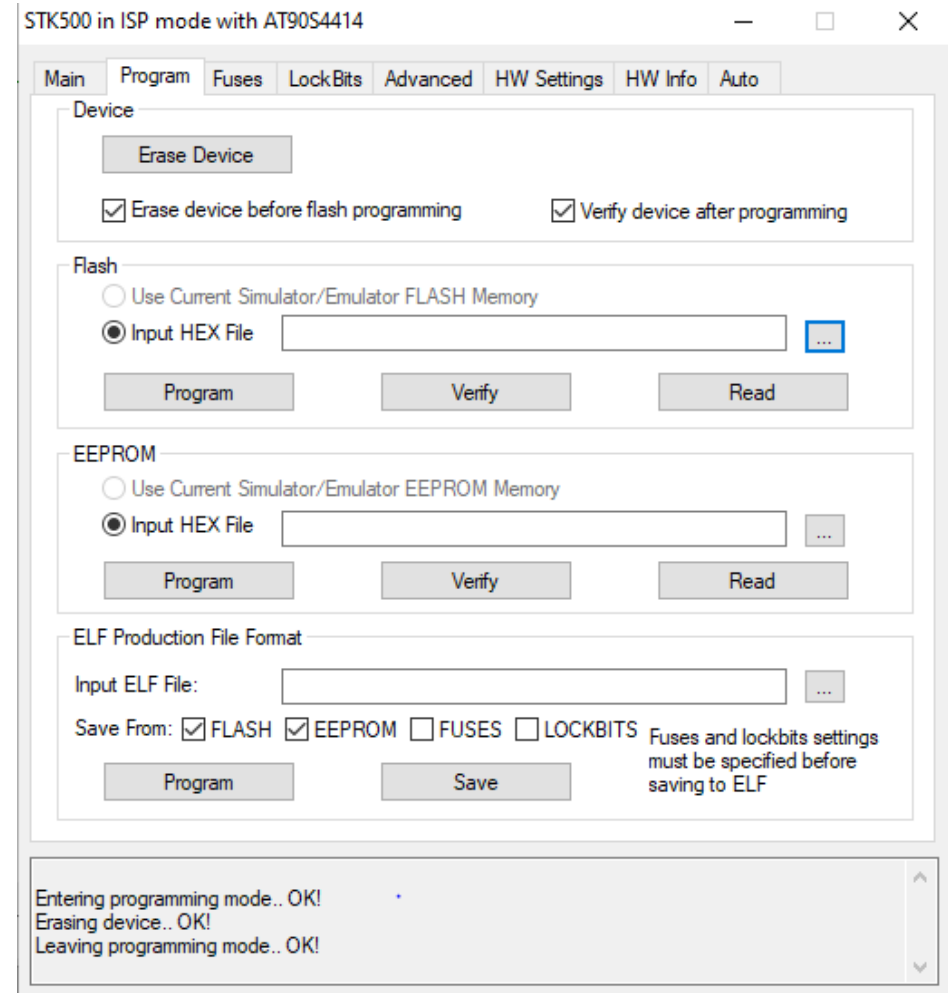 STK500 in ISP mode with AT90S4414
Main Program Fuses LockBits Advanced HW Settings HW Info Auto
Device
Erase Device
Erase device before flash programming Verify device after programming
Flash
Use Current Simulator/Emulator FLASH Memory
Input HEX File ...
Program Verify Read
EEPROM
Use Current Simulator/Emulator EEPROM Memory
Input HEX File ...
Program Verify Read
ELF Production File Format
Input ELF File: ...
Save From: FLASH EEPROM FUSES LOCKBITS
Fuses and lockbits settings
must be specified before
saving to ELF
Program Save
Entering programming mode.. OK!
Erasing device.. OK!
Leaving programming mode.. OK!